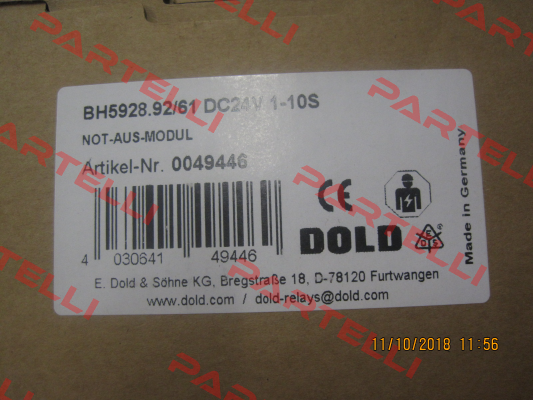 BH5928.92/61 DC24V 1-10S
NOT-AUS-MODUL
Artikel-Nr. 0049446
4 030641 49446
CE
DOLD
Made in Germany
E. Dold & Söhne KG, Bregstraße 18, D-78120 Furtwangen
www.dold.com / dold-relays@dold.com
11/10/2018 11:56
PARTELLI
PARTELLI
PARTELLI
PARTELLI
PARTELLI